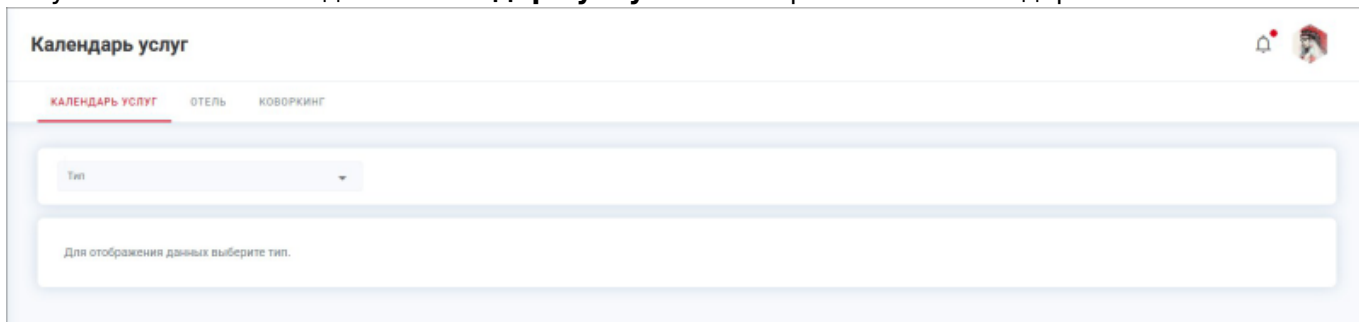 Календарь услуг
КАЛЕНДАРЬ УСЛУГ ОТЕЛЬ КОВОРКИНГ
Тип
Для отображения данных выберите тип.